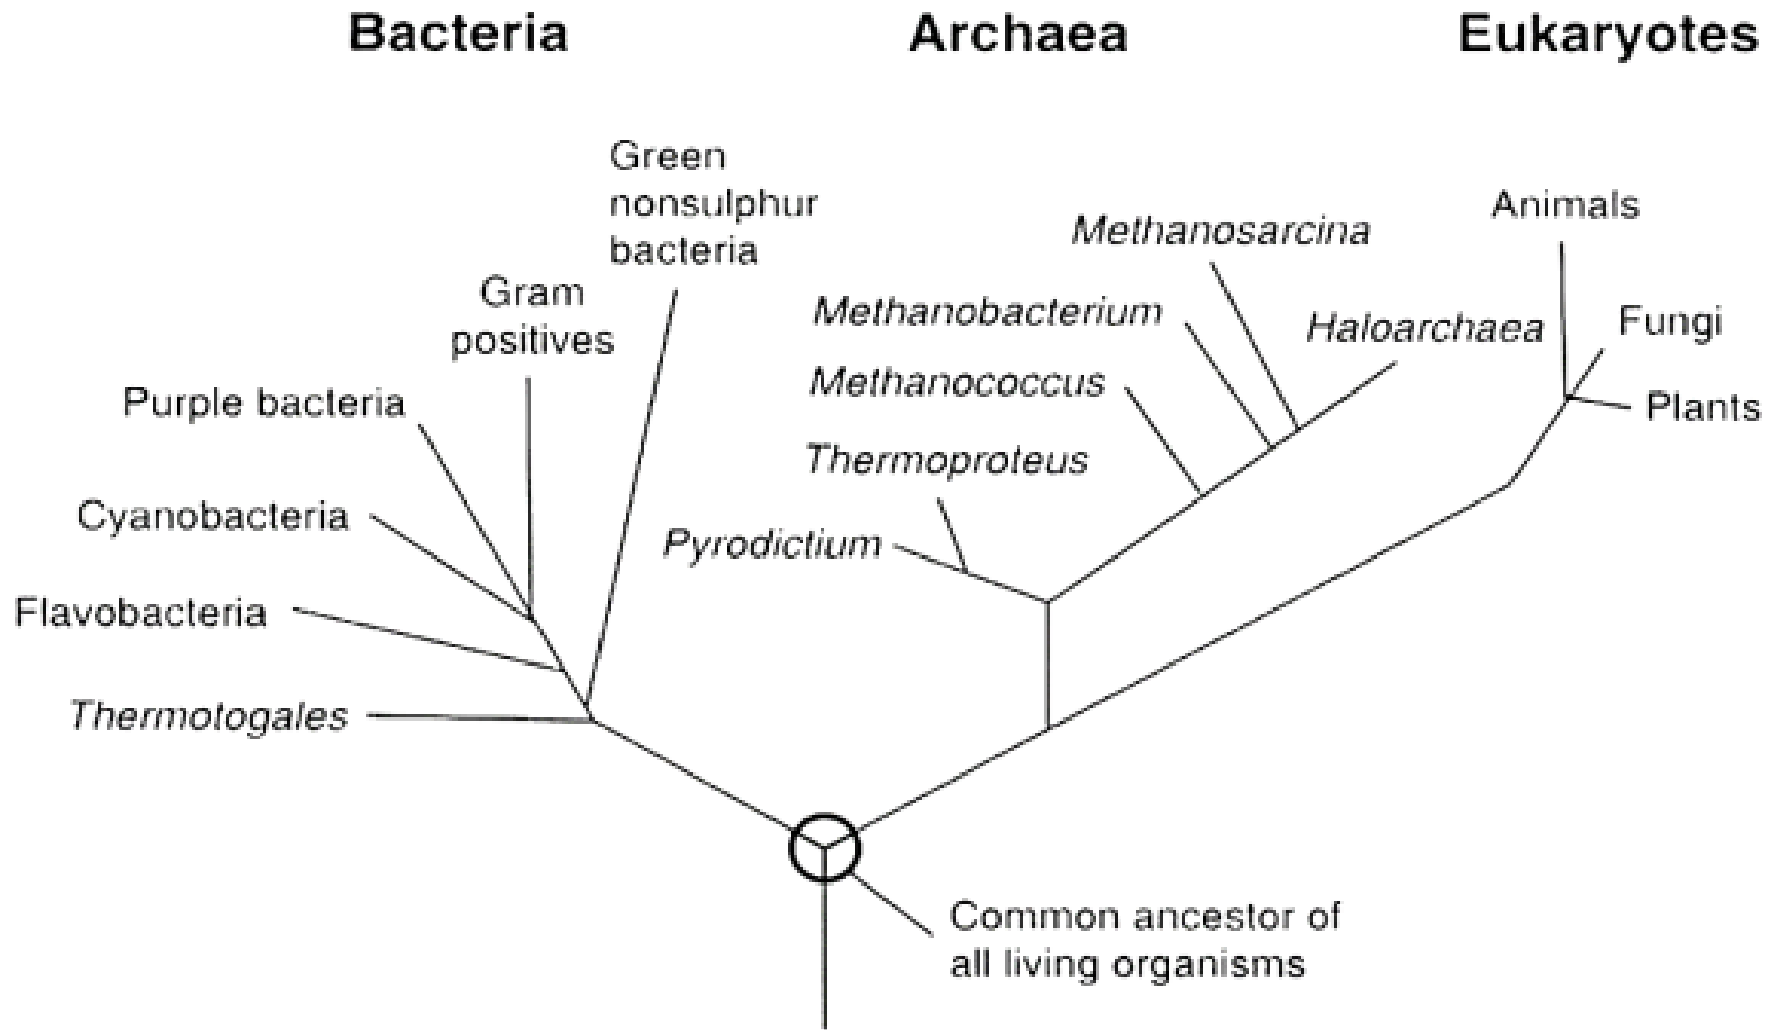 Bacteria
Archaea
Eukaryotes
Green
nonsulphur
bacteria
Gram
positives
Purple bacteria
Cyanobacteria
Flavobacteria
Thermotogales
Methanosarcina
Methanobacterium
Haloarchaea
Methanococcus
Thermoproteus
Pyrodictium
Animals
Fungi
Plants
Common ancestor of
all living organisms